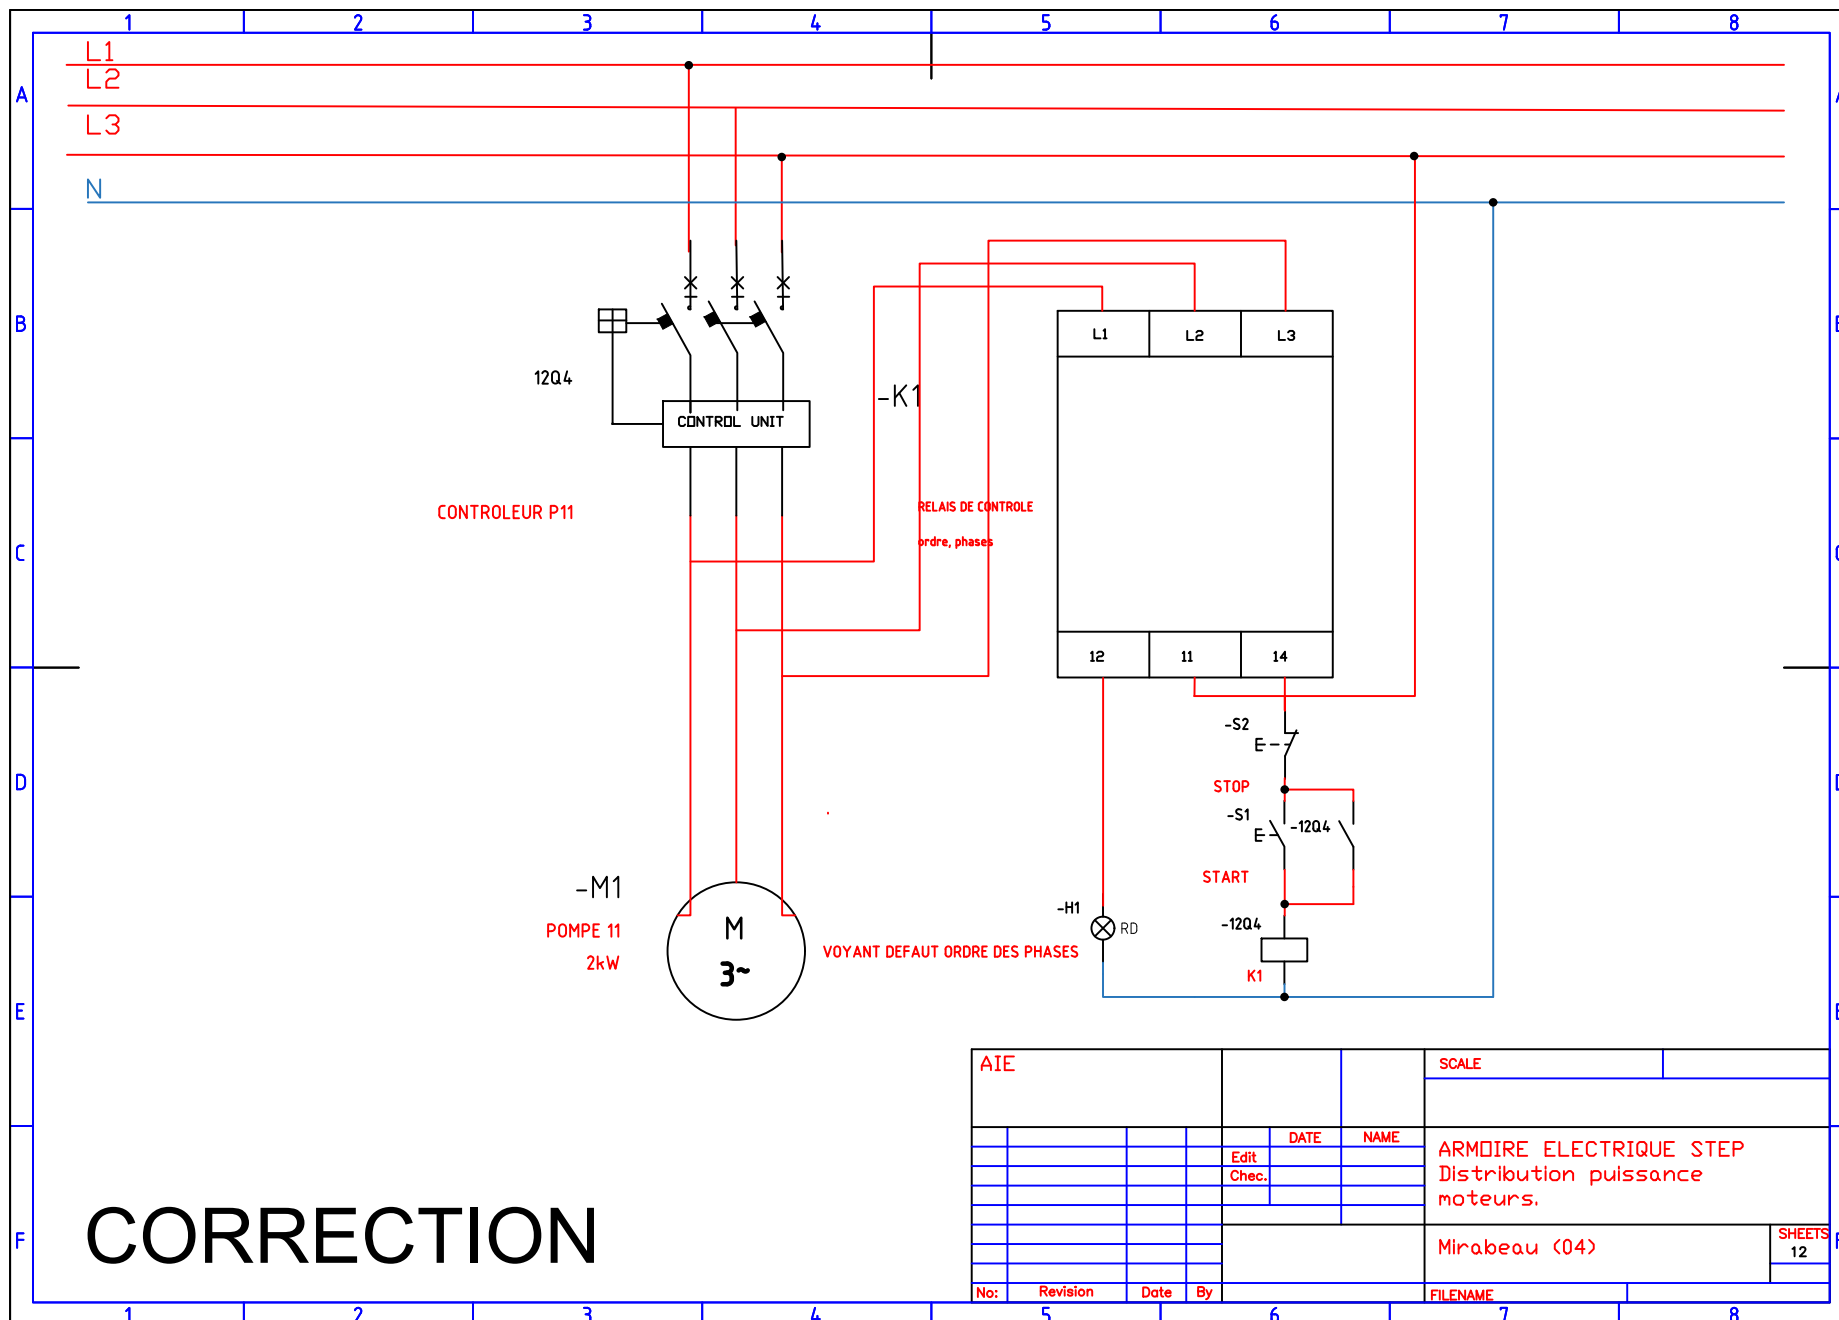 1 2 3 4 5 6 7 8
L1
L2
A
L3
N
B
L1 L2 L3
12Q4
-K1
CONTROL UNIT
CONTROLEUR P11
RELAIS DE CONTROLE
ordre, phases
C
12 11 14
-S2
STOP
D
-S1
-12Q4
START
-M1
-H1
RD
-12Q4
POMPE 11
2kW
M
3~
VOYANT DEFAUT ORDRE DES PHASES
K1
E
AIE
SCALE
DATE NAME
Edit
Chec.
ARMOIRE ELECTRIQUE STEP
Distribution puissance
moteurs.
CORRECTION
F
Mirabeau (04)
SHEETS
12
No: Revision Date By
FILENAME
1 2 3 4 5 6 7 8